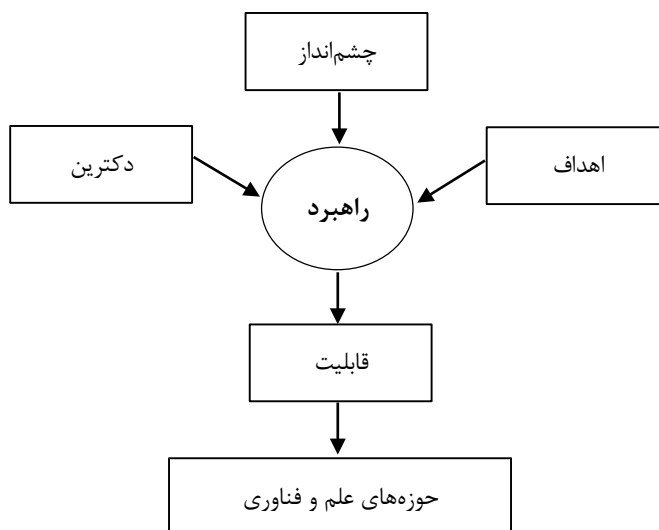 چشم‌انداز
اهداف
دکترین
راهبرد
قابلیت
حوزه‌های علم و فناوری